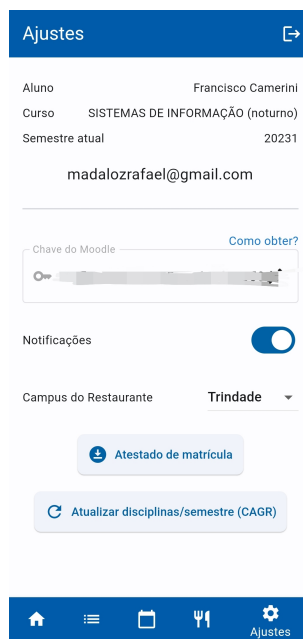 Ajustes
Aluno Francisco Camerini
Curso SISTEMAS DE INFORMAÇÃO (noturno)
Semestre atual 20231
madalozrafael@gmail.com
Como obter?
Chave do Moodle
Notificações
Campus do Restaurante Trindade
Atestado de matrícula
Atualizar disciplinas/semestre (CAGR)
Ajustes